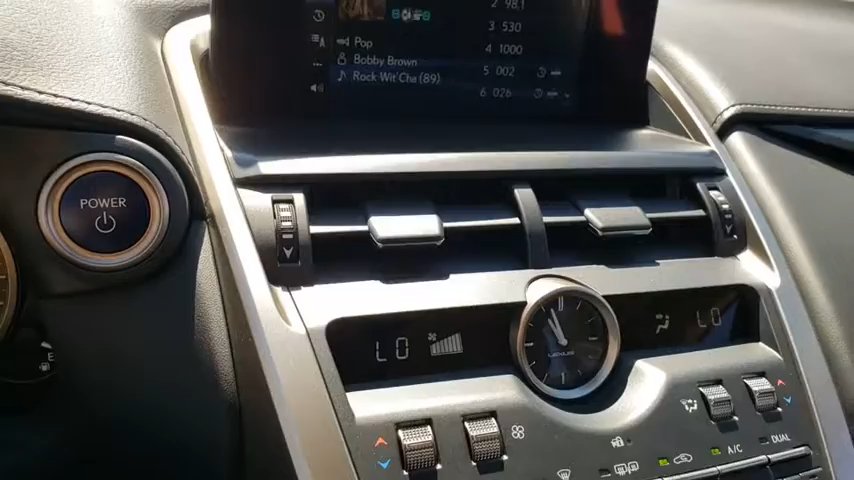 2 98.1
3 530
4 1000
5 002
6 026
Pop
Bobby Brown
Rock Wit'Cha (89)
POWER
E
LO
LO
LEXUS
A/C
DUAL